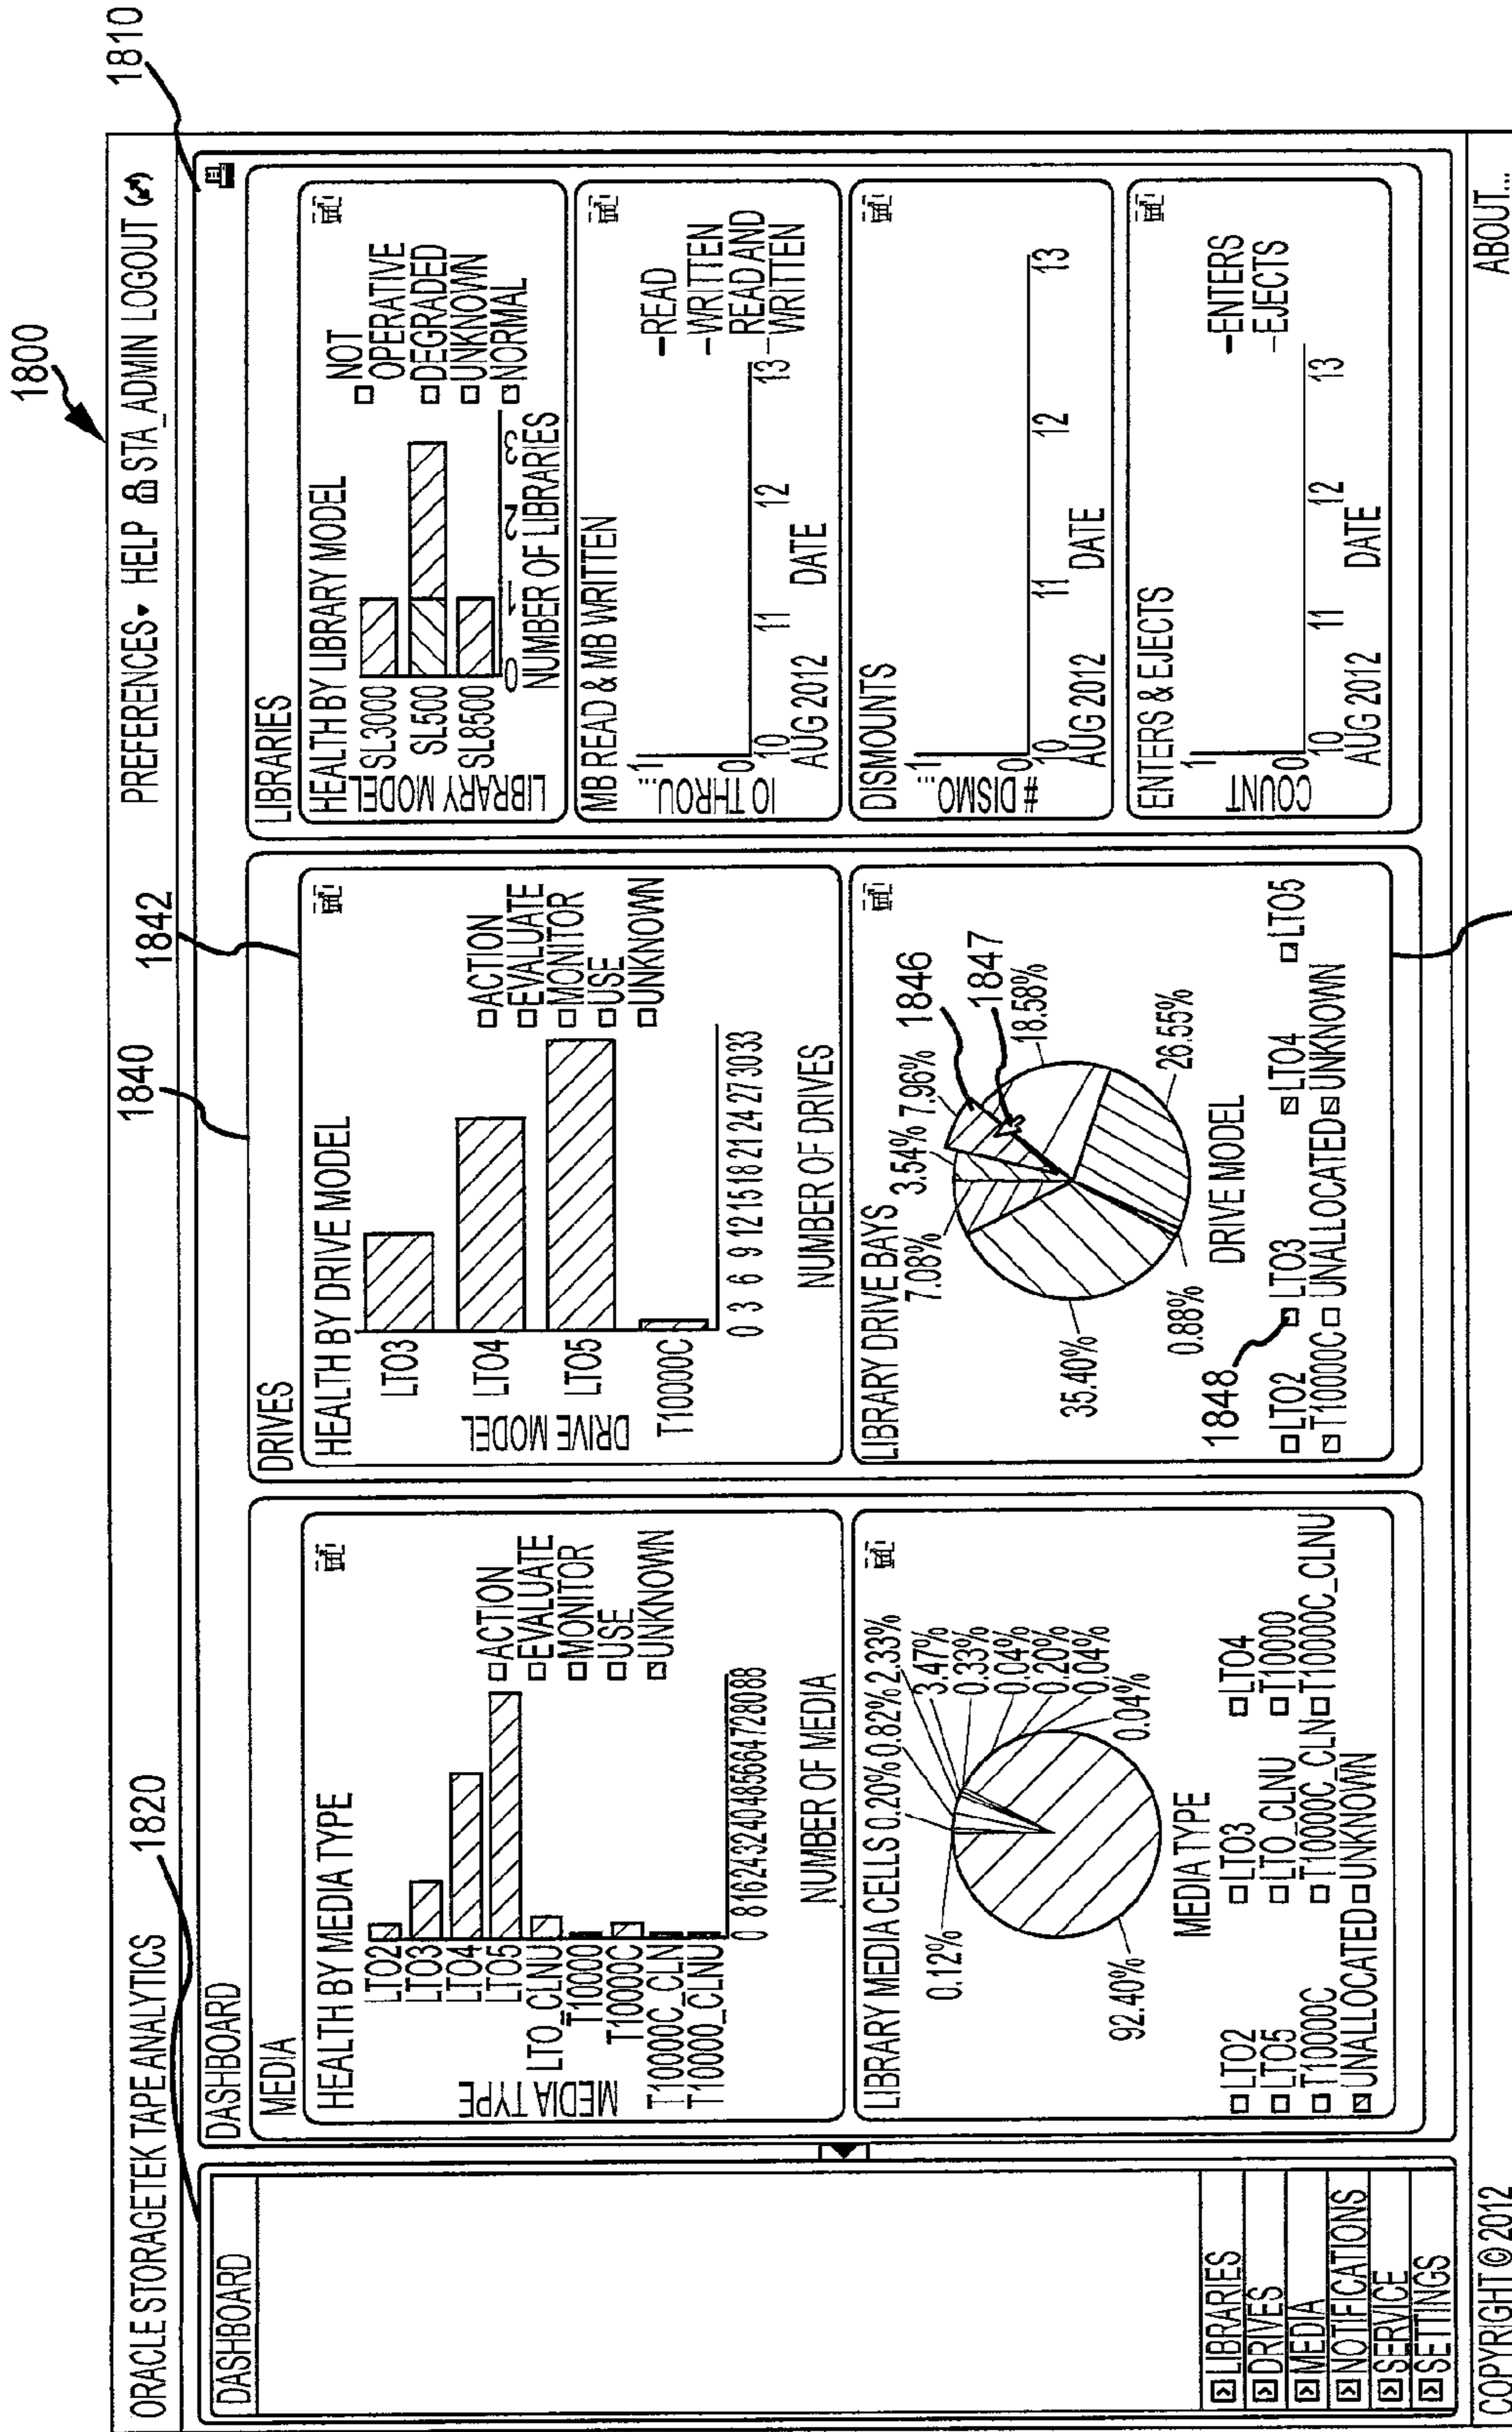 1800
1810
ORACLE STORAGETEK TAPE ANALYTICS
1820
1840
1842
PREFERENCES HELP STA_ADMIN LOGOUT
DASHBOARD
LIBRARIES
DRIVES
MEDIA
NOTIFICATIONS
SERVICE
SETTINGS
DASHBOARD
MEDIA
HEALTH BY MEDIA TYPE
MEDIA TYPE
LTO2
LTO3
LTO4
LTO5
LTO_CLNU
T10000
T10000C
T10000C_CLN
T10000_CLNU
0 8 16 24 32 40 48 56 64 72 80 88
NUMBER OF MEDIA
ACTION
EVALUATE
MONITOR
USE
UNKNOWN
LIBRARY MEDIA CELLS
0.12%
0.20%
0.82%
2.33%
3.47%
0.33%
0.04%
0.20%
0.04%
0.04%
92.40%
MEDIA TYPE
LTO2 LTO3 LTO4
LTO5 LTO_CLNU T10000
T10000C T10000C_CLN T10000C_CLNU
UNALLOCATED UNKNOWN
DRIVES
HEALTH BY DRIVE MODEL
DRIVE MODEL
LTO3
LTO4
LTO5
T10000C
0 3 6 9 12 15 18 21 24 27 30 33
NUMBER OF DRIVES
ACTION
EVALUATE
MONITOR
USE
UNKNOWN
LIBRARY DRIVE BAYS
7.08%
3.54%
7.96%
1846
1847
18.58%
26.55%
0.88%
35.40%
DRIVE MODEL
1848
LTO2 LTO3 LTO4 LTO5
T10000C UNALLOCATED UNKNOWN
LIBRARIES
HEALTH BY LIBRARY MODEL
LIBRARY MODEL
SL3000
SL500
SL8500
0 1 2 3
NUMBER OF LIBRARIES
NOT
OPERATIVE
DEGRADED
UNKNOWN
NORMAL
MB READ & MB WRITTEN
IO THROU...
1
0
10 11 12 13
AUG 2012
DATE
READ
WRITTEN
READ AND
WRITTEN
DISMOUNTS
# DISMO...
1
0
10 11 12 13
AUG 2012
DATE
ENTERS & EJECTS
COUNT
1
0
10 11 12 13
AUG 2012
DATE
ENTERS
EJECTS
COPYRIGHT © 2012
ABOUT...